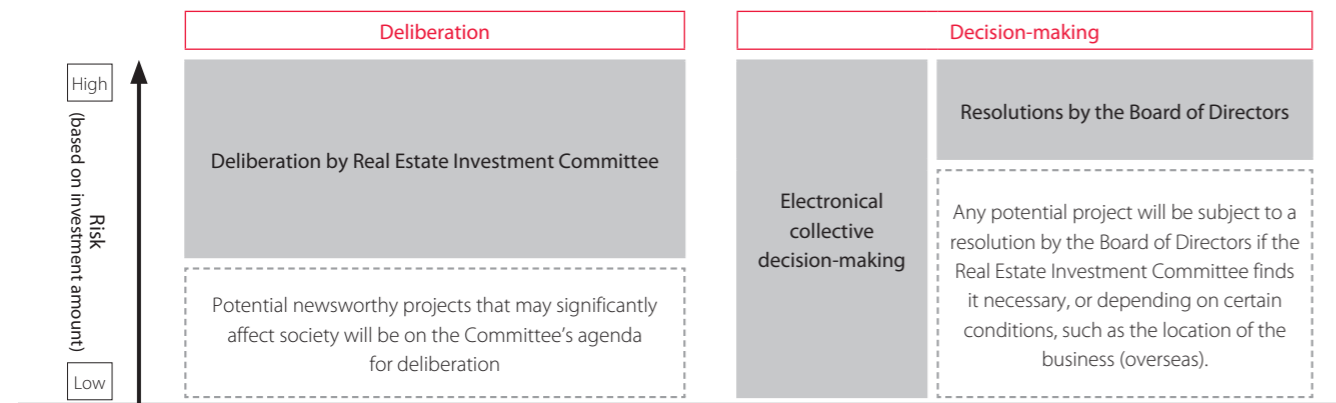 Deliberation
Decision-making
High
Risk
(based on investment amount)
Low
Deliberation by Real Estate Investment Committee
Potential newsworthy projects that may significantly
affect society will be on the Committee’s agenda
for deliberation
Electronical
collective
decision-making
Resolutions by the Board of Directors
Any potential project will be subject to a
resolution by the Board of Directors if the
Real Estate Investment Committee finds
it necessary, or depending on certain
conditions, such as the location of the
business (overseas).